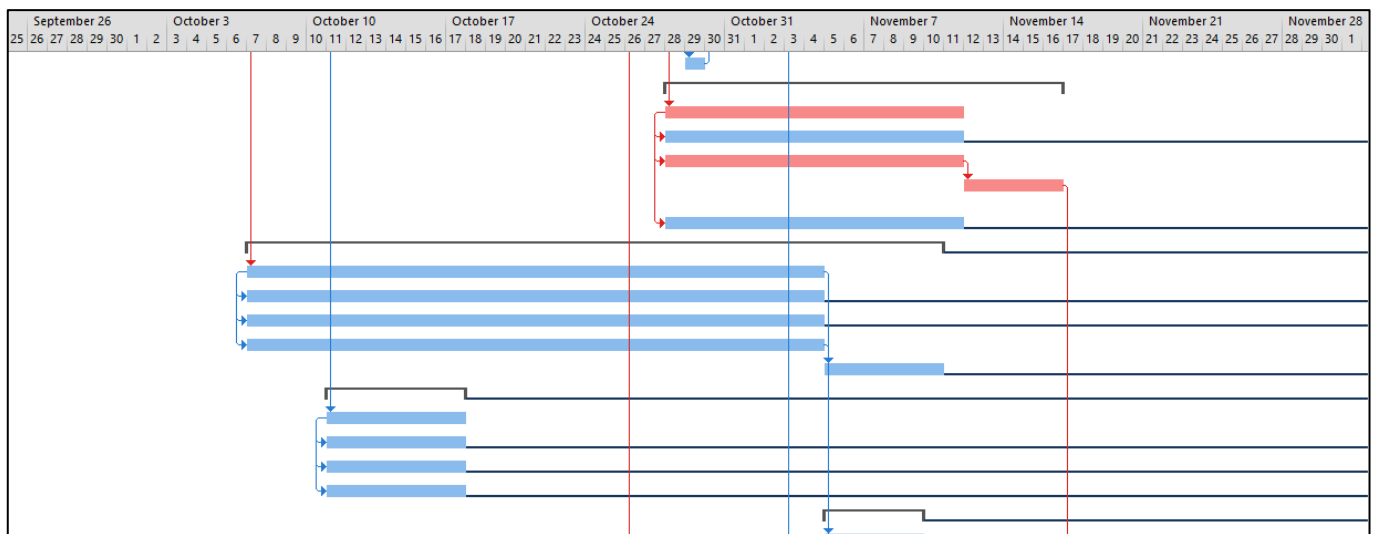 September 26 October 3 October 10 October 17 October 24 October 31 November 7 November 14 November 21 November 28
25 26 27 28 29 30 1 2 3 4 5 6 7 8 9 10 11 12 13 14 15 16 17 18 19 20 21 22 23 24 25 26 27 28 29 30 31 1 2 3 4 5 6 7 8 9 10 11 12 13 14 15 16 17 18 19 20 21 22 23 24 25 26 27 28 29 30 1